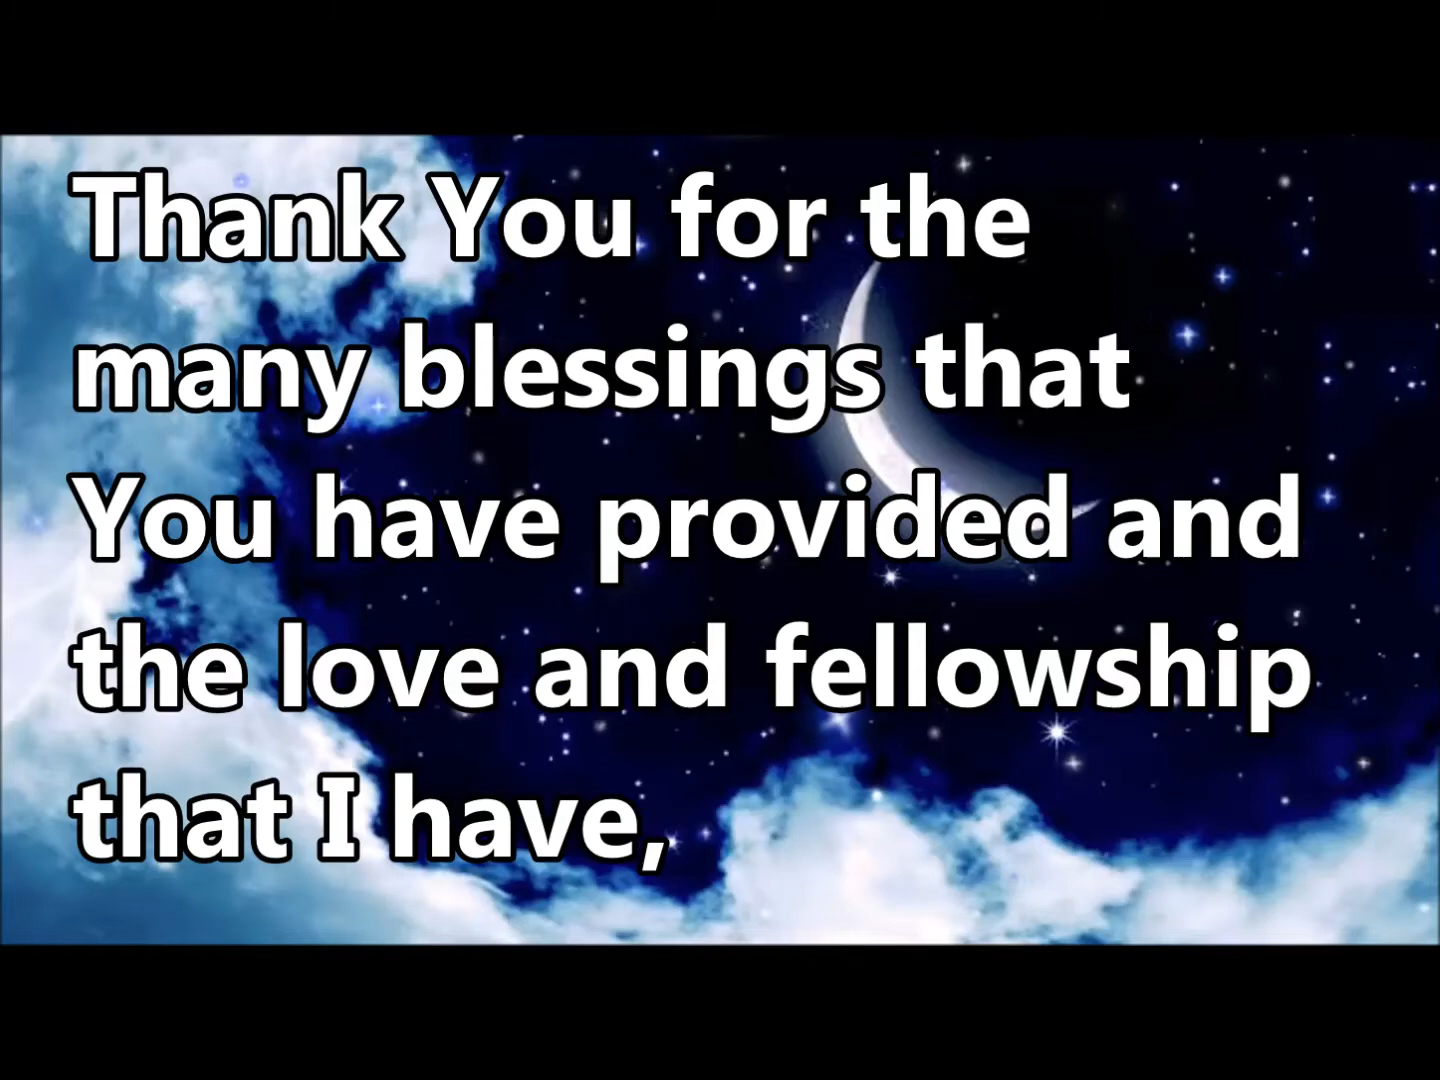 Thank You for the
many blessings that
You have provided and
the love and fellowship
that I have,